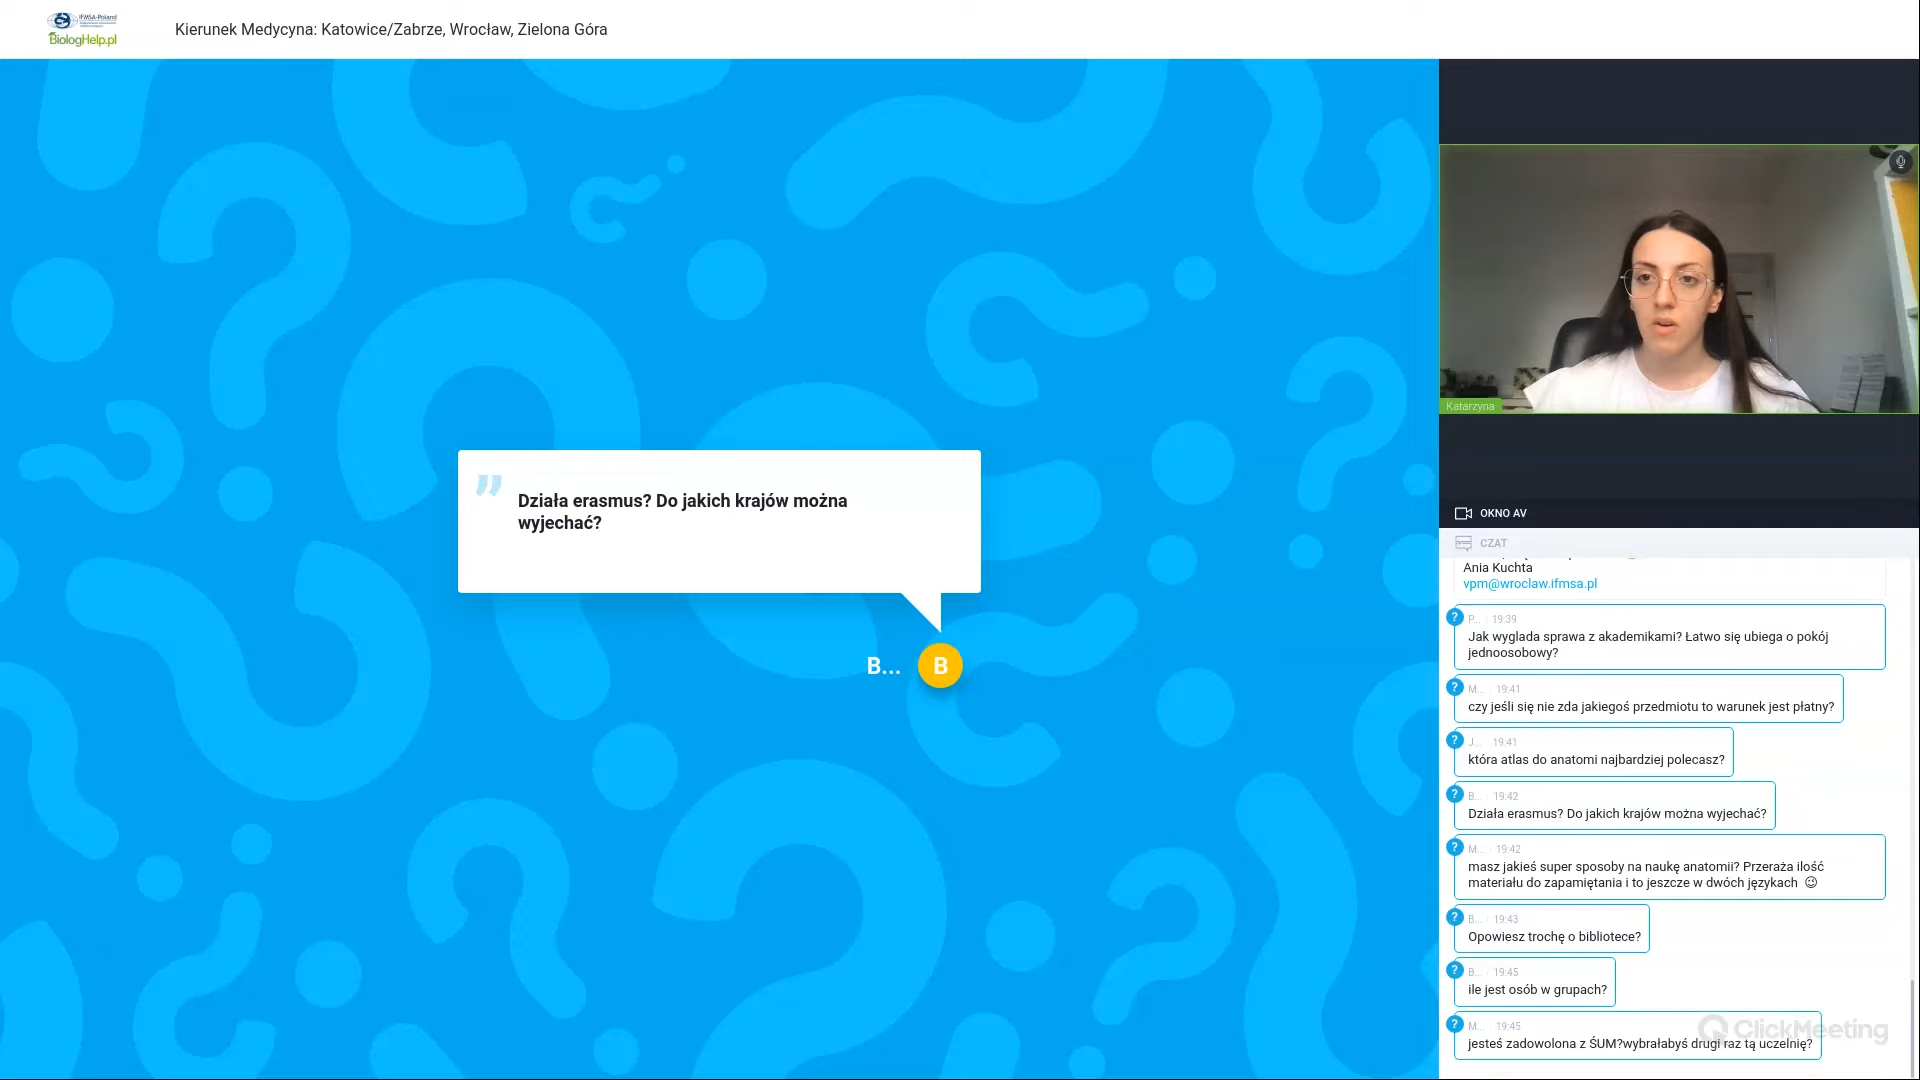 IFMSA-Poland
BiologHelp.pl
Kierunek Medycyna: Katowice/Zabrze, Wrocław, Zielona Góra
Działa erasmus? Do jakich krajów można
wyjechać?
B...
B
Katarzyna
OKNO AV
CZAT
Ania Kuchta
vpm@wroclaw.ifmsa.pl
? P... 19:39
Jak wyglada sprawa z akademikami? Łatwo się ubiega o pokój
jednoosobowy?
? M... 19:41
czy jeśli się nie zda jakiegoś przedmiotu to warunek jest płatny?
? J... 19:41
która atlas do anatomi najbardziej polecasz?
? B... 19:42
Działa erasmus? Do jakich krajów można wyjechać?
? M... 19:42
masz jakieś super sposoby na naukę anatomii? Przeraża ilość
materiału do zapamiętania i to jeszcze w dwóch językach 😉
? B... 19:43
Opowiesz trochę o bibliotece?
? B... 19:45
ile jest osób w grupach?
? M... 19:45
jesteś zadowolona z ŚUM?wybrałabyś drugi raz tą uczelnię?
ClickMeeting